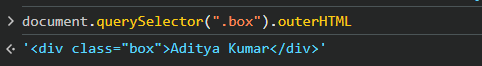 document.querySelector(".box").outerHTML
'<div class="box">Aditya Kumar</div>'